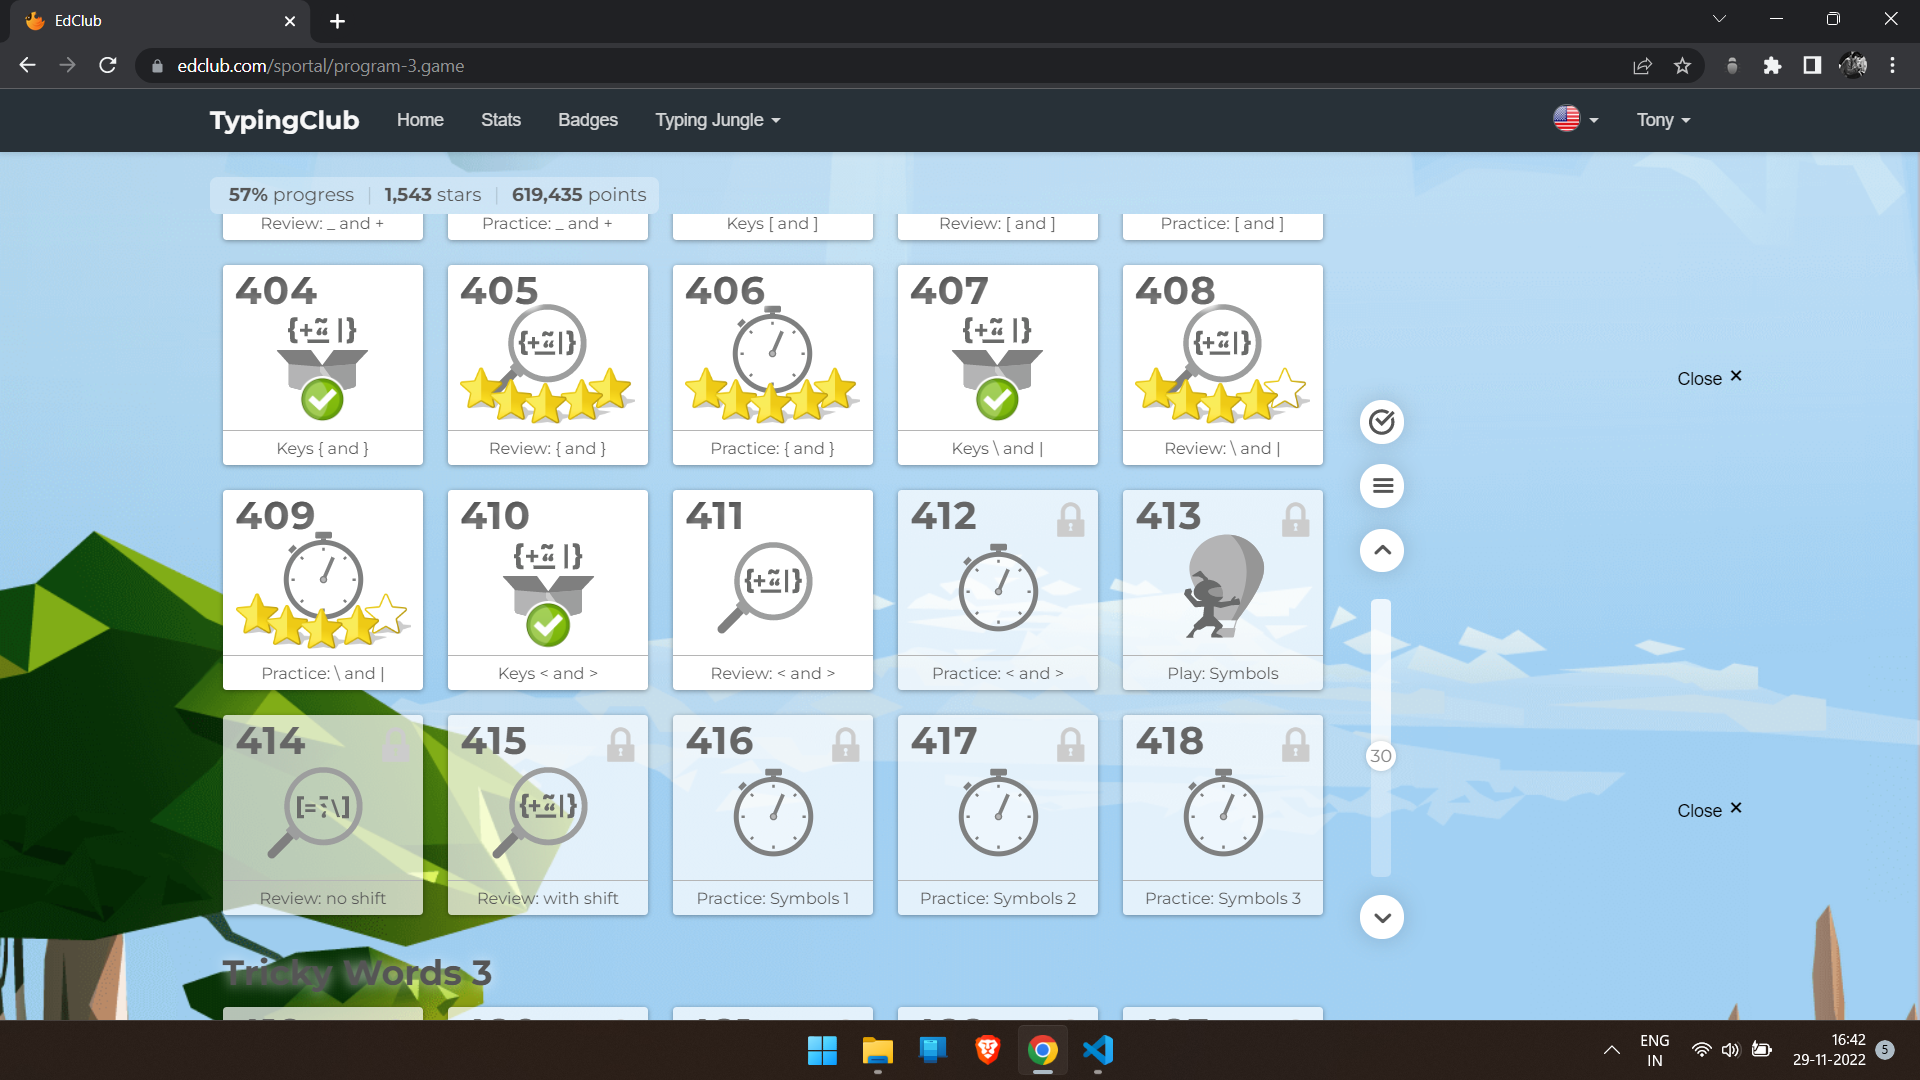 EdClub
edclub.com/sportal/program-3.game
TypingClub Home Stats Badges Typing Jungle Tony
57% progress | 1,543 stars | 619,435 points
Review: _ and + Practice: _ and + Keys [ and ] Review: [ and ] Practice: [ and ]
404 405 406 407 408
Keys { and } Review: { and } Practice: { and } Keys \ and | Review: \ and |
Close ×
409 410 411 412 413
Practice: \ and | Keys < and > Review: < and > Practice: < and > Play: Symbols
414 415 416 417 418
30
Review: no shift Review: with shift Practice: Symbols 1 Practice: Symbols 2 Practice: Symbols 3
Close ×
Tricky Words 3
ENG
IN
16:42
29-11-2022
5